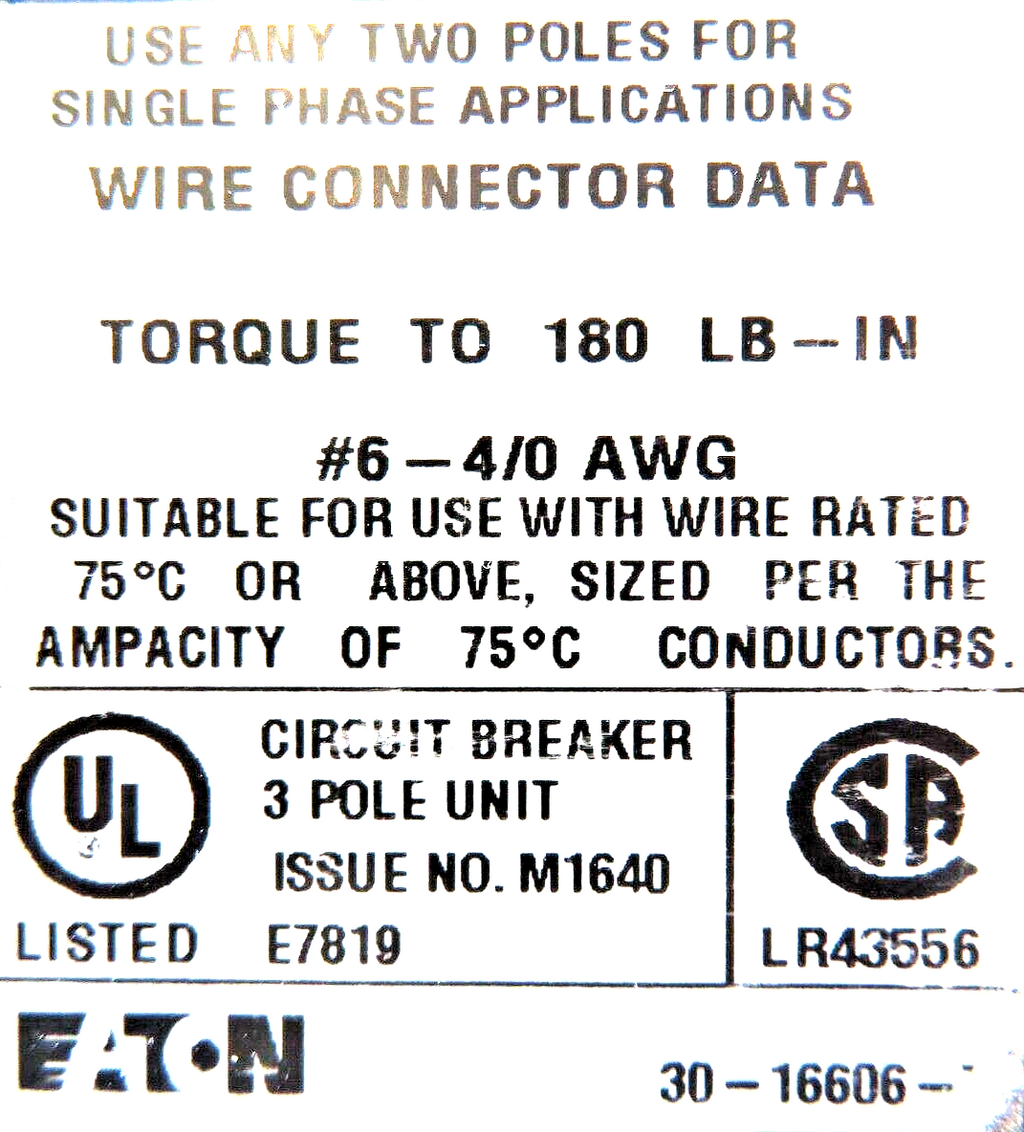 USE ANY TWO POLES FOR
SINGLE PHASE APPLICATIONS
WIRE CONNECTOR DATA
TORQUE TO 180 LB-IN
#6-4/0 AWG
SUITABLE FOR USE WITH WIRE RATED
75°C OR ABOVE, SIZED PER THE
AMPACITY OF 75°C CONDUCTORS.
UL
LISTED
CIRCUIT BREAKER
3 POLE UNIT
ISSUE NO. M1640
E7819
CSA
LR43556
EATON
30-16606-